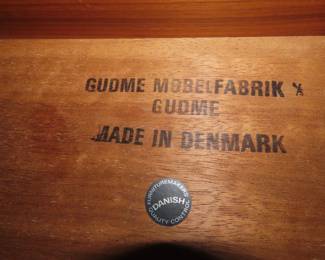 GUDME MOBELFABRIK
GUDME
MADE IN DENMARK
FURNITUREMAKERS
DANISH
QUALITY CONTROL